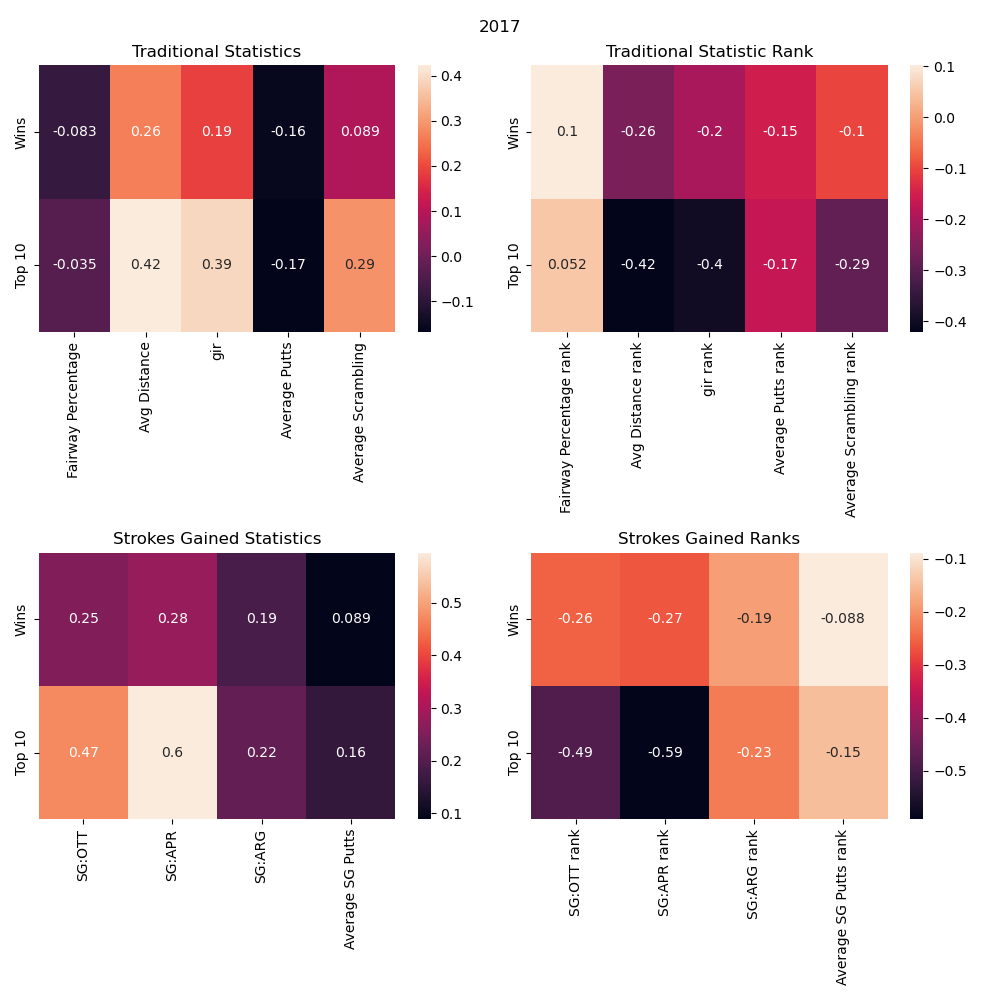 2017
Traditional Statistics
Wins
-0.083 0.26 0.19 -0.16 0.089
Top 10
-0.035 0.42 0.39 -0.17 0.29
Fairway Percentage
Avg Distance
gir
Average Putts
Average Scrambling
0.4
0.3
0.2
0.1
0.0
−0.1
Traditional Statistic Rank
Wins
0.1 -0.26 -0.2 -0.15 -0.1
Top 10
0.052 -0.42 -0.4 -0.17 -0.29
Fairway Percentage rank
Avg Distance rank
gir rank
Average Putts rank
Average Scrambling rank
0.1
0.0
−0.1
−0.2
−0.3
−0.4
Strokes Gained Statistics
Wins
0.25 0.28 0.19 0.089
Top 10
0.47 0.6 0.22 0.16
SG:OTT
SG:APR
SG:ARG
Average SG Putts
0.5
0.4
0.3
0.2
0.1
Strokes Gained Ranks
Wins
-0.26 -0.27 -0.19 -0.088
Top 10
-0.49 -0.59 -0.23 -0.15
SG:OTT rank
SG:APR rank
SG:ARG rank
Average SG Putts rank
−0.1
−0.2
−0.3
−0.4
−0.5